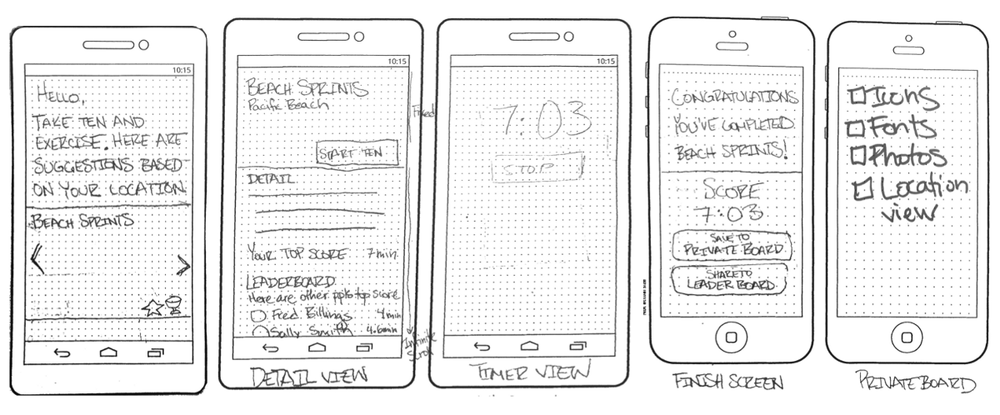 10:15
HELLO,
TAKE TEN AND
EXERCISE. HERE ARE
SUGGESTIONS BASED
ON YOUR LOCATION.
BEACH SPRINTS
10:15
BEACH SPRINTS
Pacific Beach
Fixed
START TEN
DETAIL
YOUR TOP SCORE 7 min
LEADERBOARD
Here are other ppls top score
Fred Billings 4 min
Sally Smith 4.6min
Infinite
Scroll
DETAIL VIEW
10:15
7:03
STOP
TIMER VIEW
CONGRATULATIONS
YOU'VE COMPLETED
BEACH SPRINTS!
SCORE
7:03
SAVE TO
PRIVATE BOARD
SHARE TO
LEADER BOARD
FINISH SCREEN
Icons
Fonts
Photos
Location
view
PRIVATE BOARD